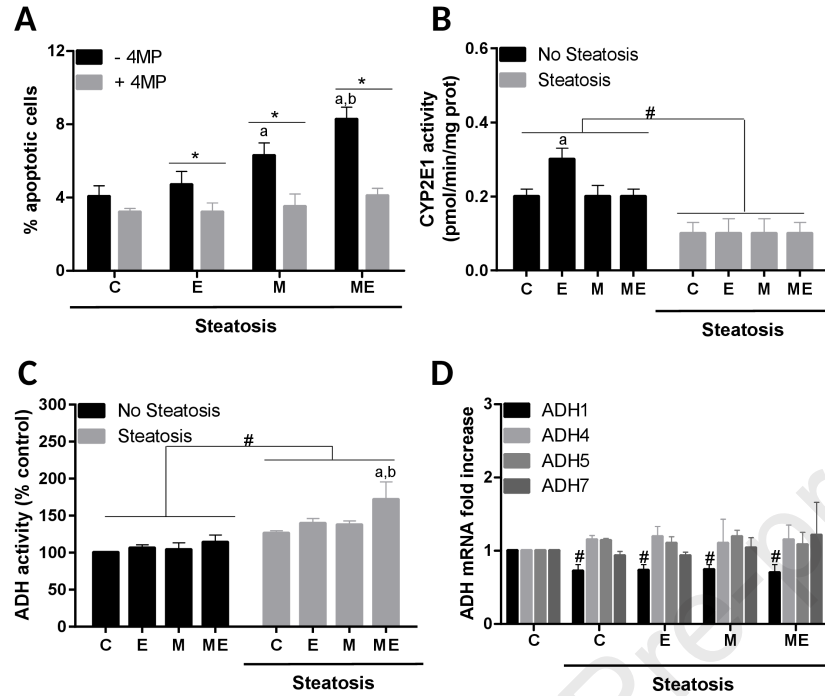 A
12
8
4
0
% apoptotic cells
- 4MP
+ 4MP
*
a
*
a,b
*
C E M ME
Steatosis
B
0.6
0.4
0.2
0.0
CYP2E1 activity
(pmol/min/mg prot)
No Steatosis
Steatosis
#
a
C E M ME C E M ME
Steatosis
C
300
250
200
150
100
50
0
ADH activity (% control)
No Steatosis
Steatosis
#
a,b
C E M ME C E M ME
Steatosis
D
3
2
1
0
ADH mRNA fold increase
ADH1
ADH4
ADH5
ADH7
# # # #
C C E M ME
Steatosis
Pre-pr